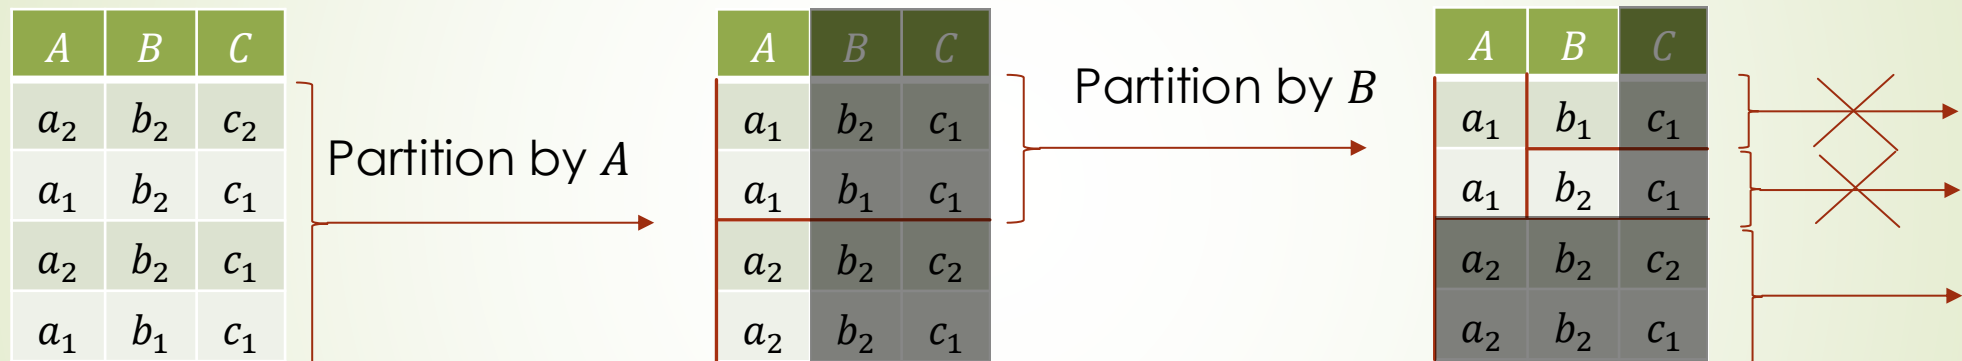 A B C
a₂ b₂ c₂
a₁ b₂ c₁
a₂ b₂ c₁
a₁ b₁ c₁
Partition by A
A B C
a₁ b₂ c₁
a₁ b₁ c₁
a₂ b₂ c₂
a₂ b₂ c₁
Partition by B
A B C
a₁ b₁ c₁
a₁ b₂ c₁
a₂ b₂ c₂
a₂ b₂ c₁